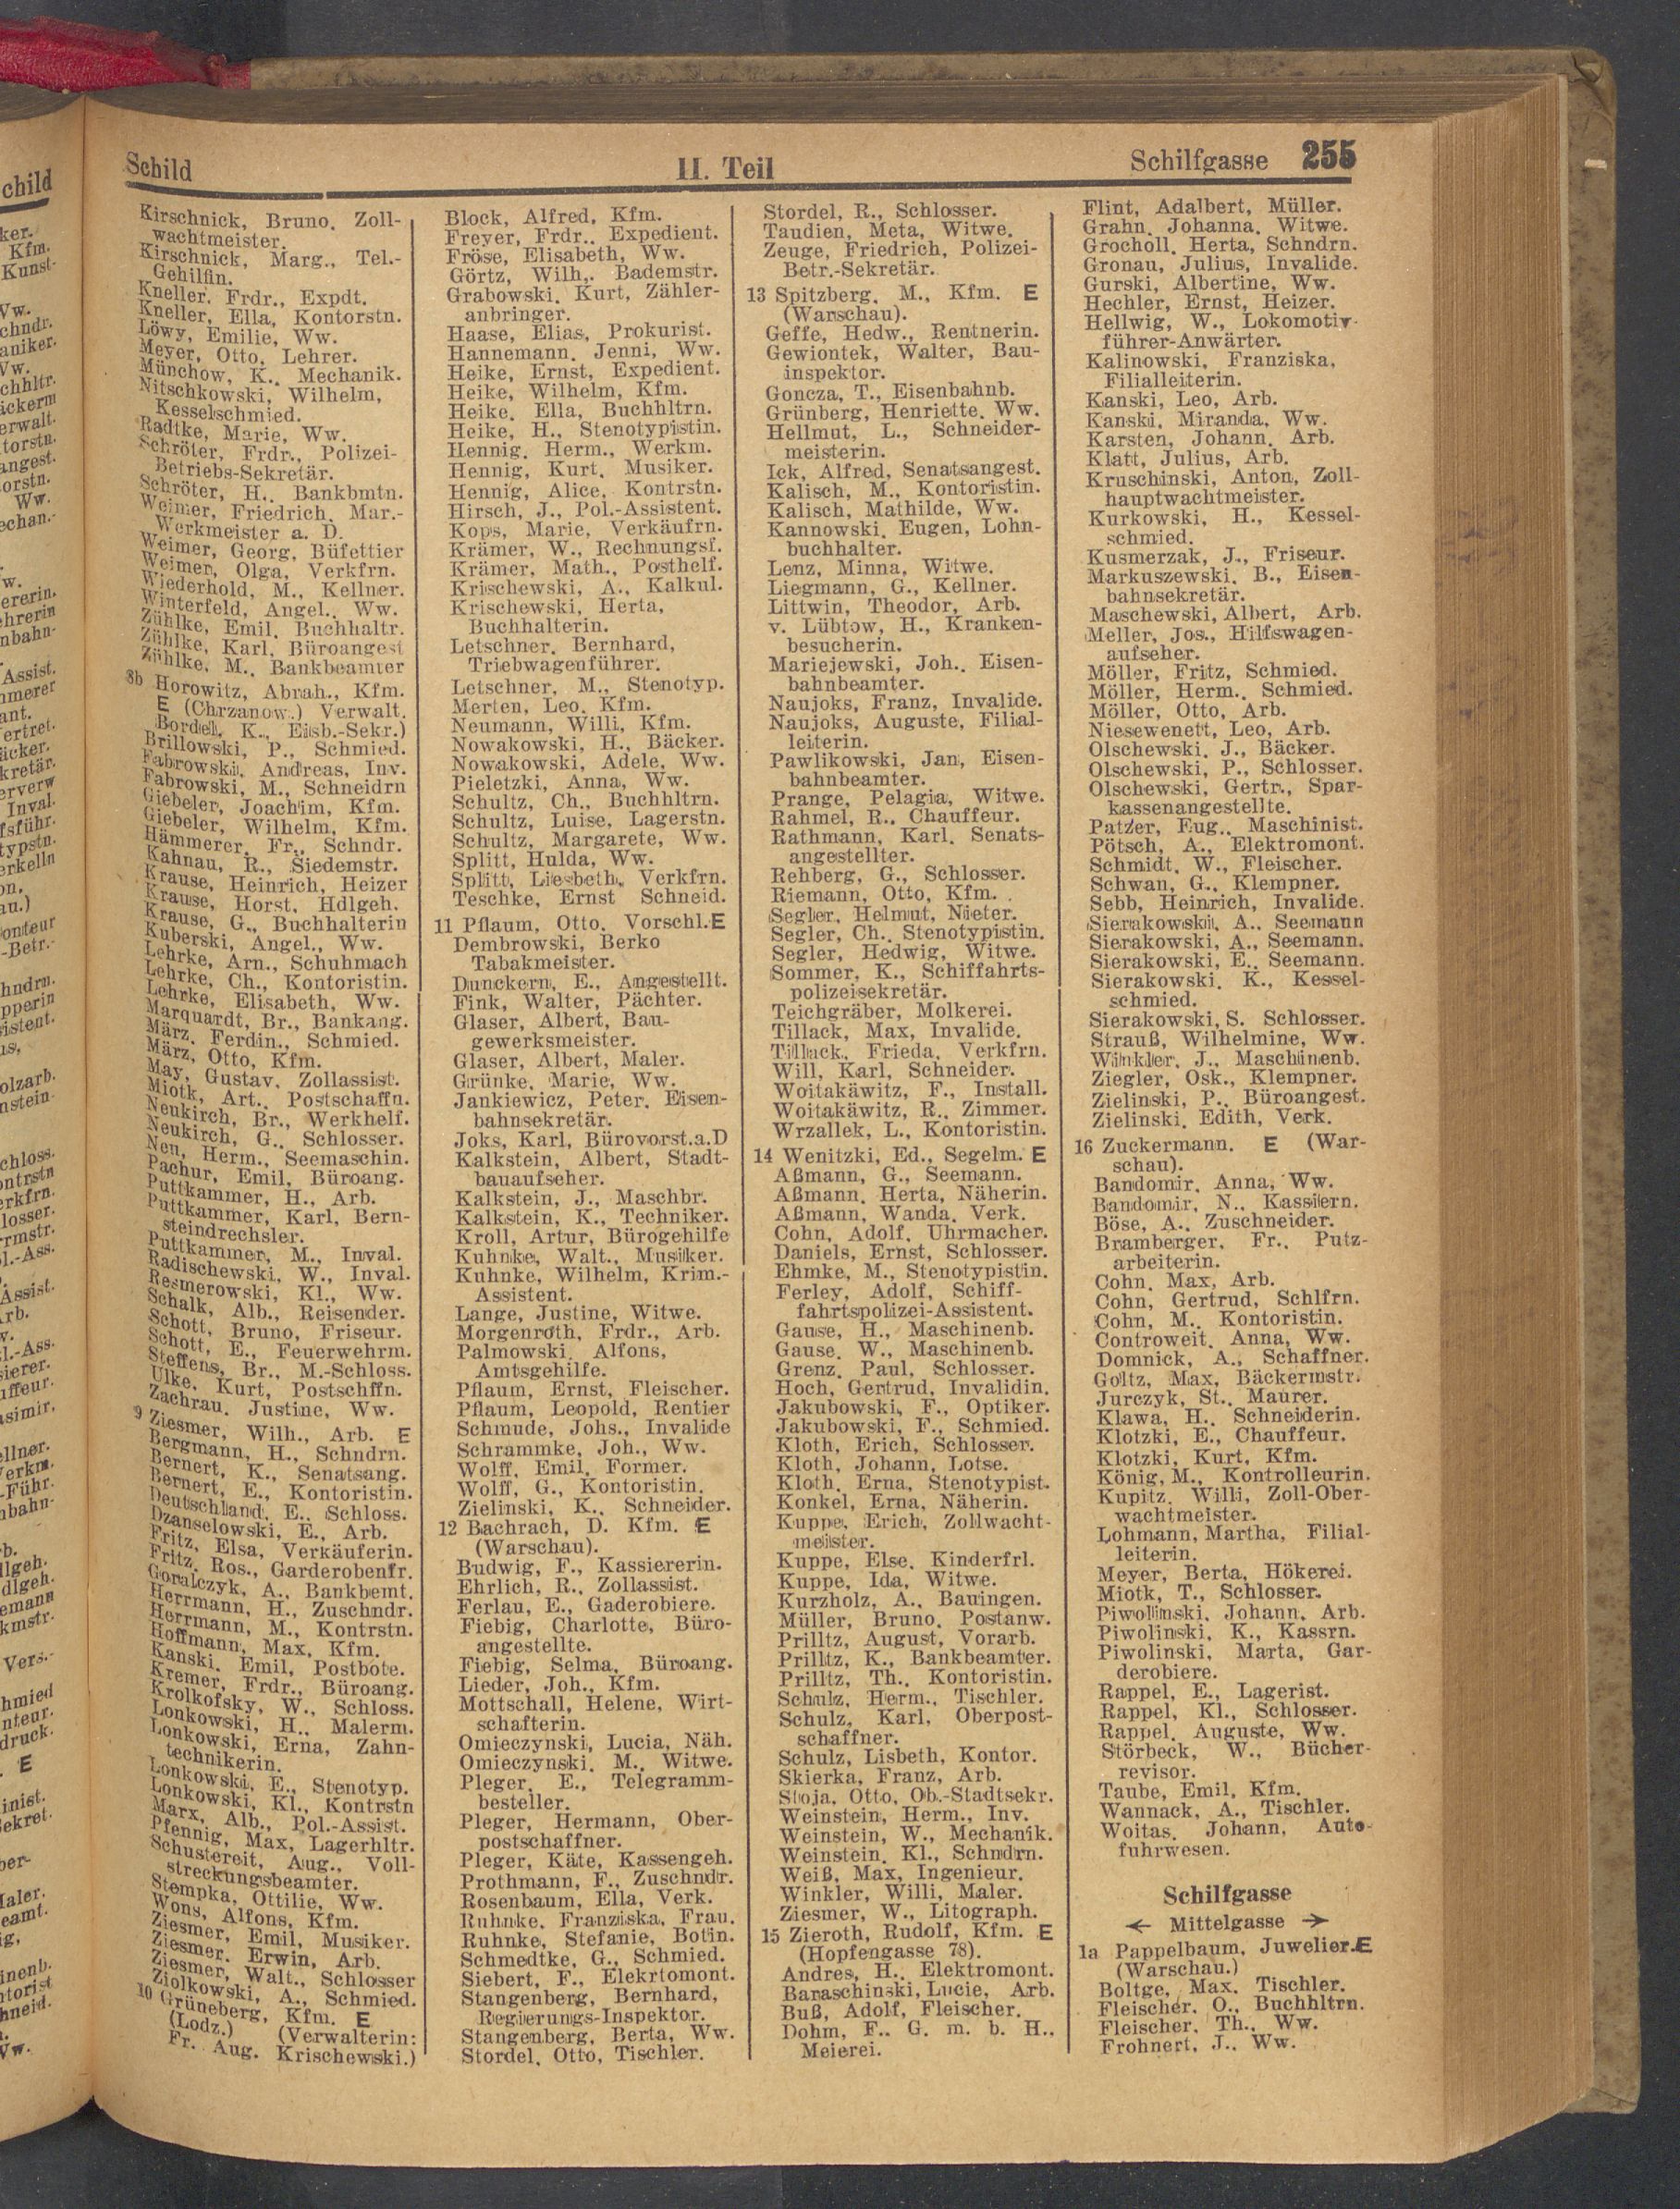 Schild
II. Teil
Schilfgasse 255
Kirschnick, Bruno, Zoll-
wachtmeister.
Kirschnick, Marg., Tel.-
Gehilfin.
Kneller, Frdr., Expdt.
Kneller, Ella, Kontorstn.
Löwy, Emilie, Ww.
Meyer, Otto, Lehrer.
Münchow, K., Mechanik.
Nitschkowski, Wilhelm,
Kesselschmied.
Radtke, Marie, Ww.
Schröter, Frdr., Polizei-
Betriebs-Sekretär.
Schröter, H., Bankbmtn.
Weimer, Friedrich, Mar.-
Werkmeister a. D.
Weimer, Georg, Büfettier
Weimer, Olga, Verkfrn.
Wiederhold, M., Kellner.
Winterfeld, Angel., Ww.
Zühlke, Emil, Buchhaltr.
Zühlke, Karl, Büroangest
Zühlke, M., Bankbeamter
8b Horowitz, Abrah., Kfm.
E (Chrzanow.) Verwalt.
Bordel, K., Eisb.-Sekr.)
Brillowski, P., Schmied.
Fabrowski, Andreas, Inv.
Fabrowski, M., Schneidrn
Giebeler, Joachim, Kfm.
Giebeler, Wilhelm, Kfm.
Hämmerer, Fr., Schndr.
Kahnau, R., Siedemstr.
Krause, Heinrich, Heizer
Krause, Horst, Hdlgeh.
Krause, G., Buchhalterin
Kuberski, Angel., Ww.
Lehrke, Arn., Schuhmach
Lehrke, Ch., Kontoristin.
Lehrke, Elisabeth, Ww.
Marquardt, Br., Bankang.
März, Ferdin., Schmied.
März, Otto, Kfm.
May, Gustav, Zollassist.
Miotk, Art., Postschaffn.
Neukirch, Br., Werkhelf.
Neukirch, G., Schlosser.
Neu, Herm., Seemaschin.
Pachur, Emil, Büroang.
Puttkammer, H., Arb.
Puttkammer, Karl, Bern-
steindrechsler.
Puttkammer, M., Inval.
Radischewski, W., Inval.
Resmerowski, Kl., Ww.
Schalk, Alb., Reisender.
Schott, Bruno, Friseur.
Schott, E., Feuerwehrm.
Steffens, Br., M.-Schloss.
Ulke, Kurt, Postschffn.
Zachrau, Justine, Ww.
9 Ziesmer, Wilh., Arb. E
Bergmann, H., Schndrn.
Bernert, K., Senatsang.
Bernert, E., Kontoristin.
Deutschland, E., Schloss.
Dzanselowski, E., Arb.
Fritz, Elsa, Verkäuferin.
Fritz, Ros., Garderobenfr.
Goralczyk, A., Bankbemt.
Herrmann, H., Zuschndr.
Herrmann, M., Kontrstn.
Hoffmann, Max, Kfm.
Kanski, Emil, Postbote.
Kremer, Frdr., Büroang.
Krolkofsky, W., Schloss.
Lonkowski, H., Malerm.
Lonkowski, Erna, Zahn-
technikerin.
Lonkowski, E., Stenotyp.
Lonkowski, Kl., Kontrstn
Marx, Alb., Pol.-Assist.
Pfennig, Max, Lagerhltr.
Schustereit, Aug., Voll-
streckungsbeamter.
Stempka, Ottilie, Ww.
Wons, Alfons, Kfm.
Ziesmer, Emil, Musiker.
Ziesmer, Erwin, Arb.
Ziesmer, Walt., Schlosser
Ziolkowski, A., Schmied.
10 Grüneberg, Kfm. E
(Lodz.) (Verwalterin:
Fr. Aug. Krischewski.)
Block, Alfred, Kfm.
Freyer, Frdr., Expedient.
Fröse, Elisabeth, Ww.
Görtz, Wilh., Bademstr.
Grabowski, Kurt, Zähler-
anbringer.
Haase, Elias, Prokurist.
Hannemann, Jenni, Ww.
Heike, Ernst, Expedient.
Heike, Wilhelm, Kfm.
Heike, Ella, Buchhltrn.
Heike, H., Stenotypistin.
Hennig, Herm., Werkm.
Hennig, Kurt, Musiker.
Hennig, Alice, Kontrstn.
Hirsch, J., Pol.-Assistent.
Kops, Marie, Verkäufrn.
Krämer, W., Rechnungsf.
Krämer, Math., Posthelf.
Krischewski, A., Kalkul.
Krischewski, Herta,
Buchhalterin.
Letschner, Bernhard,
Triebwagenführer.
Letschner, M., Stenotyp.
Merten, Leo, Kfm.
Neumann, Willi, Kfm.
Nowakowski, H., Bäcker.
Nowakowski, Adele, Ww.
Pieletzki, Anna, Ww.
Schultz, Ch., Buchhltrn.
Schultz, Luise, Lagerstn.
Schultz, Margarete, Ww.
Splitt, Hulda, Ww.
Splitt, Liesbeth, Verkfrn.
Teschke, Ernst Schneid.
11 Pflaum, Otto, Vorschl. E
Dembrowski, Berko
Tabakmeister.
Dunckern, E., Angestellt.
Fink, Walter, Pächter.
Glaser, Albert, Bau-
gewerksmeister.
Glaser, Albert, Maler.
Grünke, Marie, Ww.
Jankiewicz, Peter, Eisen-
bahnsekretär.
Joks, Karl, Bürovorst.a.D
Kalkstein, Albert, Stadt-
bauaufseher.
Kalkstein, J., Maschbr.
Kalkstein, K., Techniker.
Kroll, Artur, Bürogehilfe
Kuhnke, Walt., Musiker.
Kuhnke, Wilhelm, Krim.-
Assistent.
Lange, Justine, Witwe.
Morgenroth, Frdr., Arb.
Palmowski, Alfons,
Amtsgehilfe.
Pflaum, Ernst, Fleischer.
Pflaum, Leopold, Rentier
Schmude, Johs., Invalide
Schrammke, Joh., Ww.
Wolff, Emil, Former.
Wolff, G., Kontoristin.
Zielinski, K., Schneider.
12 Bachrach, D. Kfm. E
(Warschau).
Budwig, F., Kassiererin.
Ehrlich, R., Zollassist.
Ferlau, E., Gaderobiere.
Fiebig, Charlotte, Büro-
angestellte.
Fiebig, Selma, Büroang.
Lieder, Joh., Kfm.
Mottschall, Helene, Wirt-
schafterin.
Omieczynski, Lucia, Näh.
Omieczynski, M., Witwe.
Pleger, E., Telegramm-
besteller.
Pleger, Hermann, Ober-
postschaffner.
Pleger, Käte, Kassengeh.
Prothmann, F., Zuschndr.
Rosenbaum, Ella, Verk.
Ruhnke, Franziska, Frau.
Ruhnke, Stefanie, Botin.
Schmedtke, G., Schmied.
Siebert, F., Elekrtomont.
Stangenberg, Bernhard,
Regierungs-Inspektor.
Stangenberg, Berta, Ww.
Stordel, Otto, Tischler.
Stordel, R., Schlosser.
Taudien, Meta, Witwe.
Zeuge, Friedrich, Polizei-
Betr.-Sekretär.
13 Spitzberg, M., Kfm. E
(Warschau).
Geffe, Hedw., Rentnerin.
Gewiontek, Walter, Bau-
inspektor.
Goncza, T., Eisenbahnb.
Grünberg, Henriette, Ww.
Hellmut, L., Schneider-
meisterin.
Ick, Alfred, Senatsangest.
Kalisch, M., Kontoristin.
Kalisch, Mathilde, Ww.
Kannowski, Eugen, Lohn-
buchhalter.
Lenz, Minna, Witwe.
Liegmann, G., Kellner.
Littwin, Theodor, Arb.
v. Lübtow, H., Kranken-
besucherin.
Mariejewski, Joh., Eisen-
bahnbeamter.
Naujoks, Franz, Invalide.
Naujoks, Auguste, Filial-
leiterin.
Pawlikowski, Jan, Eisen-
bahnbeamter.
Prange, Pelagia, Witwe.
Rahmel, R., Chauffeur.
Rathmann, Karl, Senats-
angestellter.
Rehberg, G., Schlosser.
Riemann, Otto, Kfm.
Segler, Helmut, Nieter.
Segler, Ch., Stenotypistin.
Segler, Hedwig, Witwe.
Sommer, K., Schiffahrts-
polizeisekretär.
Teichgräber, Molkerei.
Tillack, Max, Invalide.
Tillack, Frieda, Verkfrn.
Will, Karl, Schneider.
Woitakäwitz, F., Install.
Woitakäwitz, R., Zimmer.
Wrzallek, L., Kontoristin.
14 Wenitzki, Ed., Segelm. E
Aßmann, G., Seemann.
Aßmann, Herta, Näherin.
Aßmann, Wanda, Verk.
Cohn, Adolf, Uhrmacher.
Daniels, Ernst, Schlosser.
Ehmke, M., Stenotypistin.
Ferley, Adolf, Schiff-
fahrtspolizei-Assistent.
Gause, H., Maschinenb.
Gause, W., Maschinenb.
Grenz, Paul, Schlosser.
Hoch, Gertrud, Invalidin.
Jakubowski, F., Optiker.
Jakubowski, F., Schmied.
Kloth, Erich, Schlosser.
Kloth, Johann, Lotse.
Kloth, Erna, Stenotypist.
Konkel, Erna, Näherin.
Kuppe, Erich, Zollwacht-
meister.
Kuppe, Else, Kinderfrl.
Kuppe, Ida, Witwe.
Kurzholz, A., Bauingen.
Müller, Bruno, Postanw.
Prilltz, August, Vorarb.
Prilltz, K., Bankbeamter.
Prilltz, Th., Kontoristin.
Schulz, Herm., Tischler.
Schulz, Karl, Oberpost-
schaffner.
Schulz, Lisbeth, Kontor.
Skierka, Franz, Arb.
Stoja, Otto, Ob.-Stadtsekr.
Weinstein, Herm., Inv.
Weinstein, W., Mechanik.
Weinstein, Kl., Schndrn.
Weiß, Max, Ingenieur.
Winkler, Willi, Maler.
Ziesmer, W., Litograph.
15 Zieroth, Rudolf, Kfm. E
(Hopfengasse 78).
Andres, H., Elektromont.
Baraschinski, Lucie, Arb.
Buß, Adolf, Fleischer.
Dohm, F., G. m. b. H.,
Meierei.
Flint, Adalbert, Müller.
Grahn, Johanna, Witwe.
Grocholl, Herta, Schndrn.
Gronau, Julius, Invalide.
Gurski, Albertine, Ww.
Hechler, Ernst, Heizer.
Hellwig, W., Lokomotiv-
führer-Anwärter.
Kalinowski, Franziska,
Filialleiterin.
Kanski, Leo, Arb.
Kanski, Miranda, Ww.
Karsten, Johann, Arb.
Klatt, Julius, Arb.
Kruschinski, Anton, Zoll-
hauptwachtmeister.
Kurkowski, H., Kessel-
schmied.
Kusmerzak, J., Friseur.
Markuszewski, B., Eisen-
bahnsekretär.
Maschewski, Albert, Arb.
Meller, Jos., Hilfswagen-
aufseher.
Möller, Fritz, Schmied.
Möller, Herm., Schmied.
Möller, Otto, Arb.
Niesewenett, Leo, Arb.
Olschewski, J., Bäcker.
Olschewski, P., Schlosser.
Olschewski, Gertr., Spar-
kassenangestellte.
Patzer, Eug., Maschinist.
Pötsch, A., Elektromont.
Schmidt, W., Fleischer.
Schwan, G., Klempner.
Sebb, Heinrich, Invalide.
Sierakowski, A., Seemann
Sierakowski, A., Seemann.
Sierakowski, E., Seemann.
Sierakowski, K., Kessel-
schmied.
Sierakowski, S. Schlosser.
Strauß, Wilhelmine, Ww.
Winkler, J., Maschinenb.
Ziegler, Osk., Klempner.
Zielinski, P., Büroangest.
Zielinski, Edith, Verk.
16 Zuckermann, E (War-
schau).
Bandomir, Anna, Ww.
Bandomir, N., Kassiern.
Böse, A., Zuschneider.
Bramberger, Fr., Putz-
arbeiterin.
Cohn, Max, Arb.
Cohn, Gertrud, Schlfrn.
Cohn, M., Kontoristin.
Controweit, Anna, Ww.
Domnick, A., Schaffner.
Goltz, Max, Bäckermstr.
Jurczyk, St., Maurer.
Klawa, H., Schneiderin.
Klotzki, E., Chauffeur.
Klotzki, Kurt, Kfm.
König, M., Kontrolleurin.
Kupitz, Willi, Zoll-Ober-
wachtmeister.
Lohmann, Martha, Filial-
leiterin.
Meyer, Berta, Hökerei.
Miotk, T., Schlosser.
Piwolinski, Johann, Arb.
Piwolinski, K., Kassrn.
Piwolinski, Marta, Gar-
derobiere.
Rappel, E., Lagerist.
Rappel, Kl., Schlosser.
Rappel, Auguste, Ww.
Störbeck, W., Bücher-
revisor.
Taube, Emil, Kfm.
Wannack, A., Tischler.
Woitas, Johann, Auto-
fuhrwesen.
Schilfgasse
← Mittelgasse →
1a Pappelbaum, Juwelier. E
(Warschau.)
Boltge, Max, Tischler.
Fleischer, O., Buchhltrn.
Fleischer, Th., Ww.
Frohnert, J., Ww.